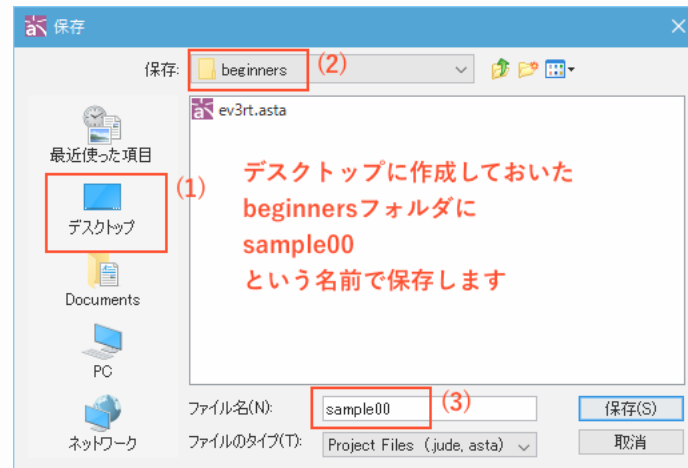 保存
保存:
beginners
(2)
ev3rt.asta
最近使った項目
(1)
デスクトップ
Documents
PC
ネットワーク
デスクトップに作成しておいた
beginnersフォルダに
sample00
という名前で保存します
ファイル名(N):
sample00
(3)
保存(S)
ファイルのタイプ(T):
Project Files (.jude, .asta)
取消